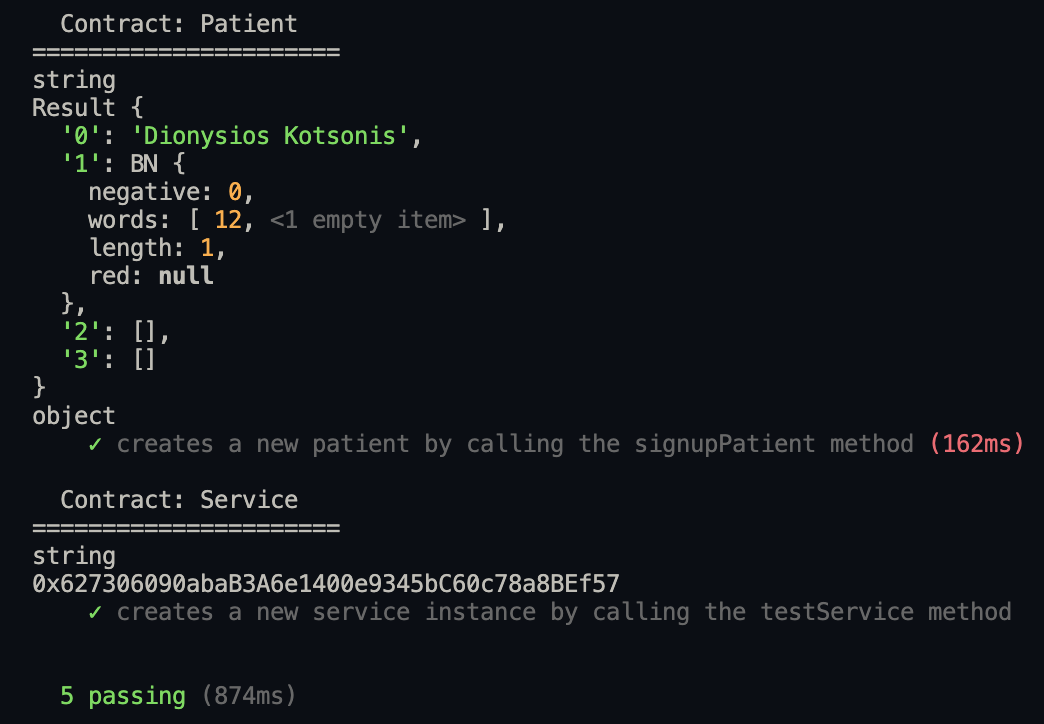 Contract: Patient
======================
string
Result {
'0': 'Dionysios Kotsonis',
'1': BN {
negative: 0,
words: [ 12, <1 empty item> ],
length: 1,
red: null
},
'2': [],
'3': []
}
object
✓ creates a new patient by calling the signupPatient method (162ms)
Contract: Service
======================
string
0x627306090abaB3A6e1400e9345bC60c78a8BEf57
✓ creates a new service instance by calling the testService method
5 passing (874ms)